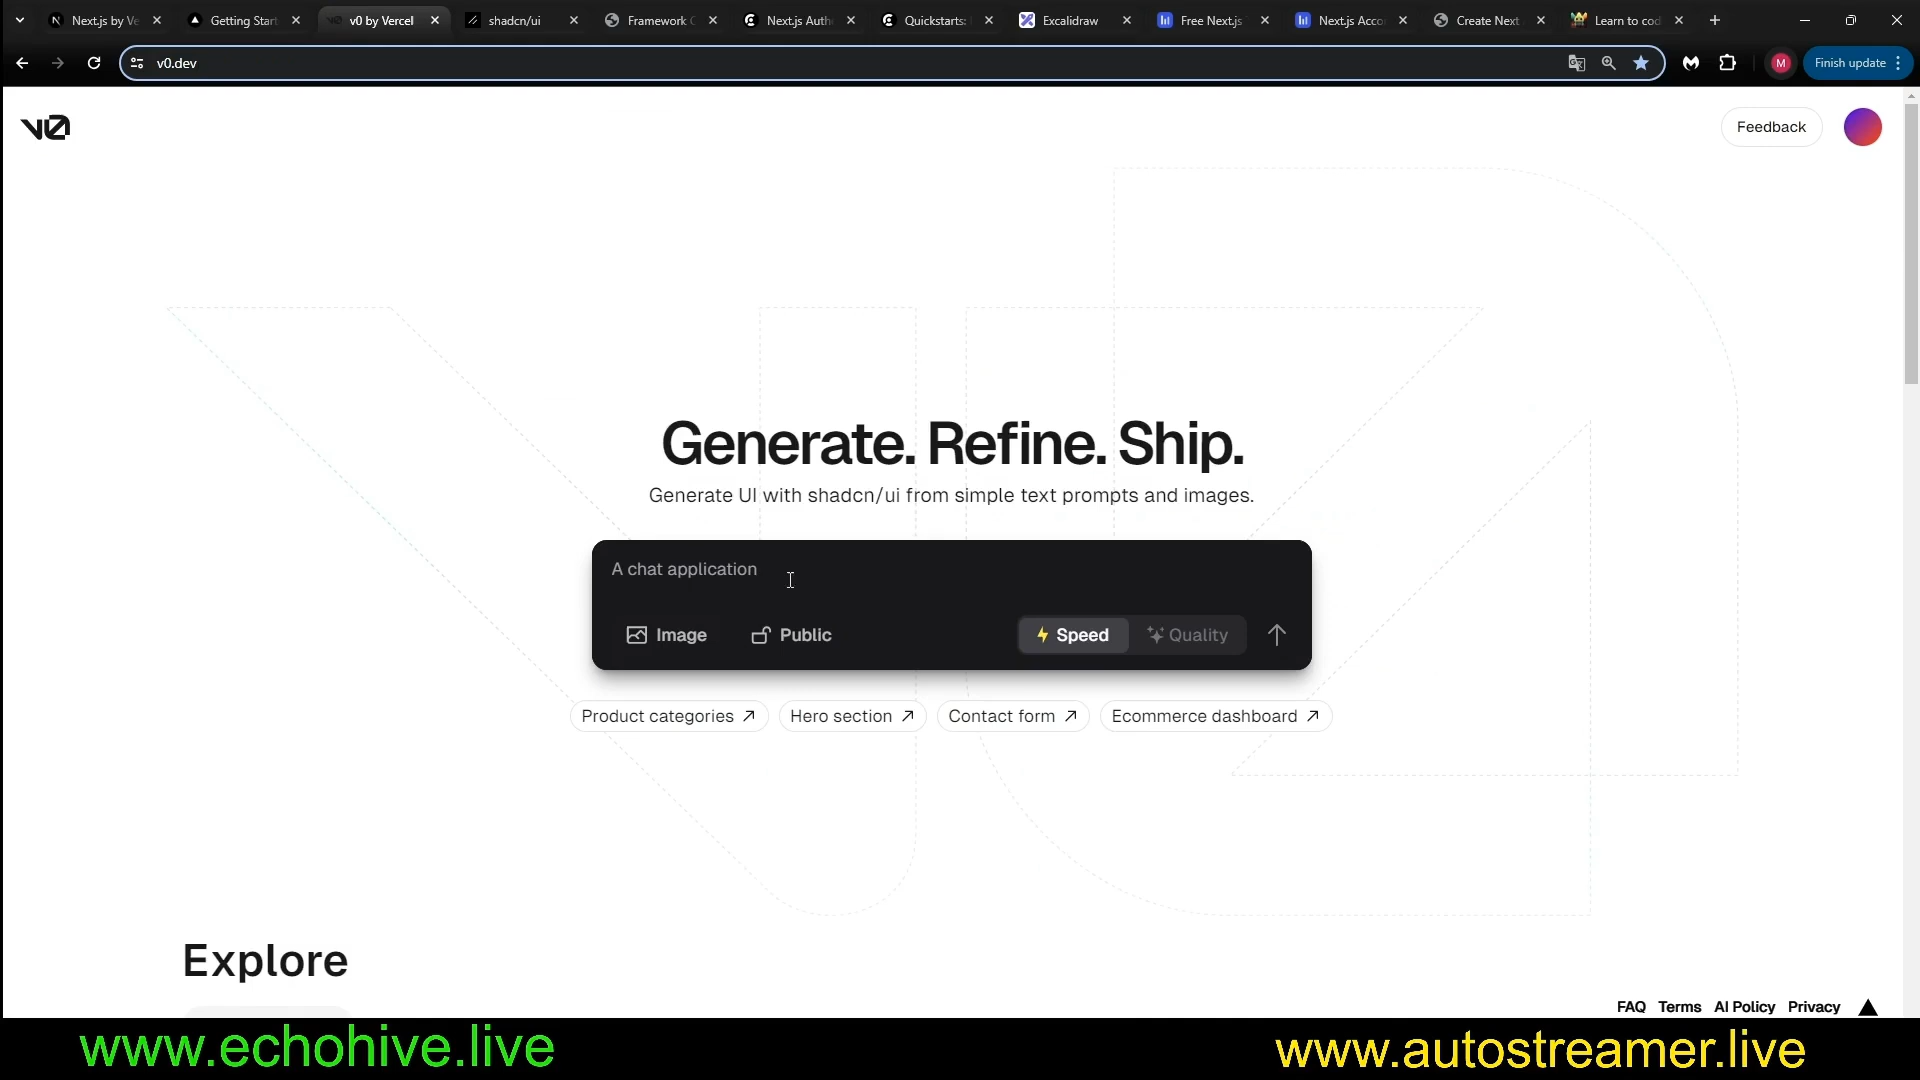 Next.js by Ve
Getting Start
v0 by Vercel
shadcn/ui
Framework C
Next.js Auth
Quickstarts:
Excalidraw
Free Next.js
Next.js Acco
Create Next
Learn to cod
v0.dev
M
Finish update
v0
Feedback
Generate. Refine. Ship.
Generate UI with shadcn/ui from simple text prompts and images.
A chat application
Image
Public
Speed
Quality
Product categories
Hero section
Contact form
Ecommerce dashboard
Explore
FAQ Terms AI Policy Privacy
www.echohive.live
www.autostreamer.live